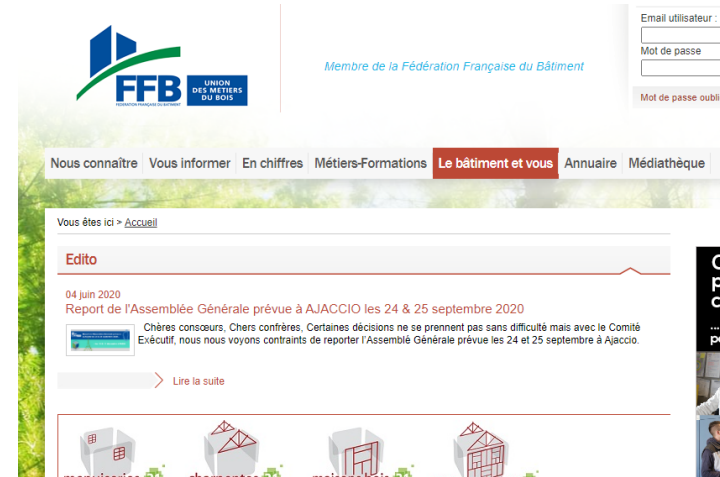 Email utilisateur :
Mot de passe
FFB
UNION
DES METIERS
DU BOIS
FÉDÉRATION FRANÇAISE DU BÂTIMENT
Membre de la Fédération Française du Bâtiment
Nous connaître Vous informer En chiffres Métiers-Formations Le bâtiment et vous Annuaire Médiathèque
Vous êtes ici > Accueil
Edito
04 juin 2020
Report de l'Assemblée Générale prévue à AJACCIO les 24 & 25 septembre 2020
Chères consœurs, Chers confrères, Certaines décisions ne se prennent pas sans difficulté mais avec le Comité
Exécutif, nous nous voyons contraints de reporter l'Assemblé Générale prévue les 24 et 25 septembre à Ajaccio.
Lire la suite